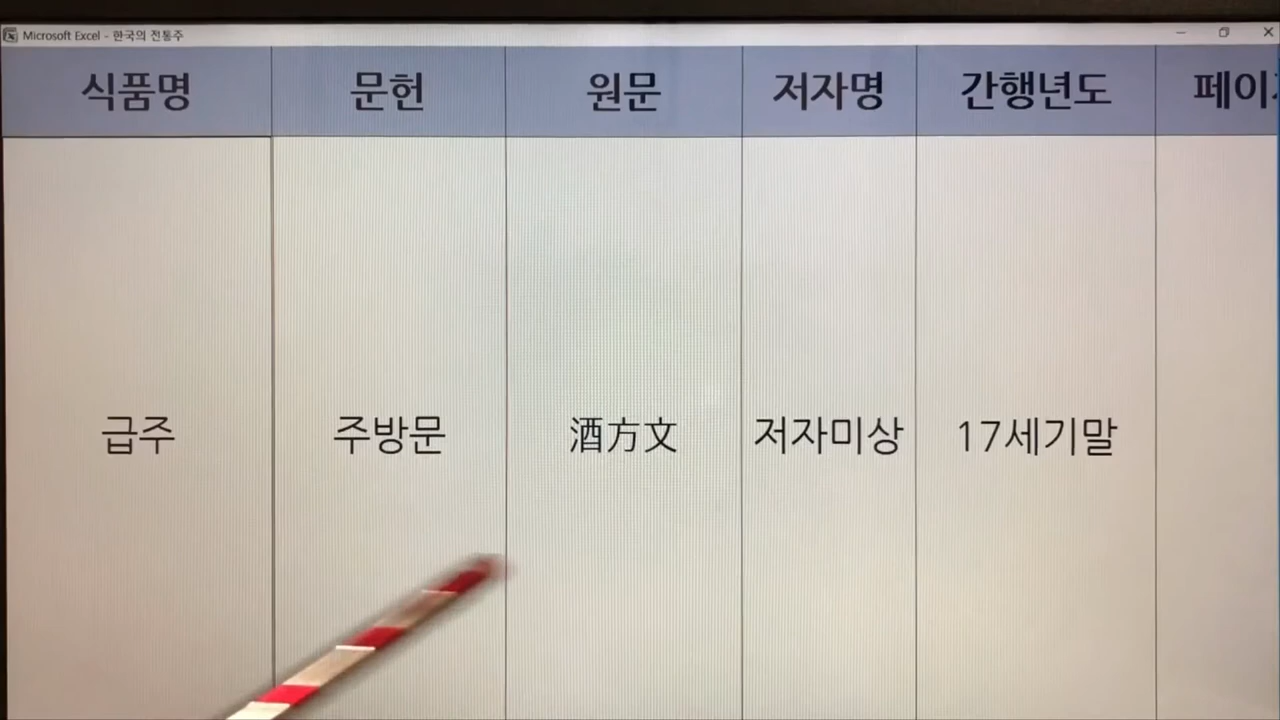 Microsoft Excel - 한국의 전통주
식품명 문헌 원문 저자명 간행년도
급주 주방문 酒方文 저자미상 17세기말